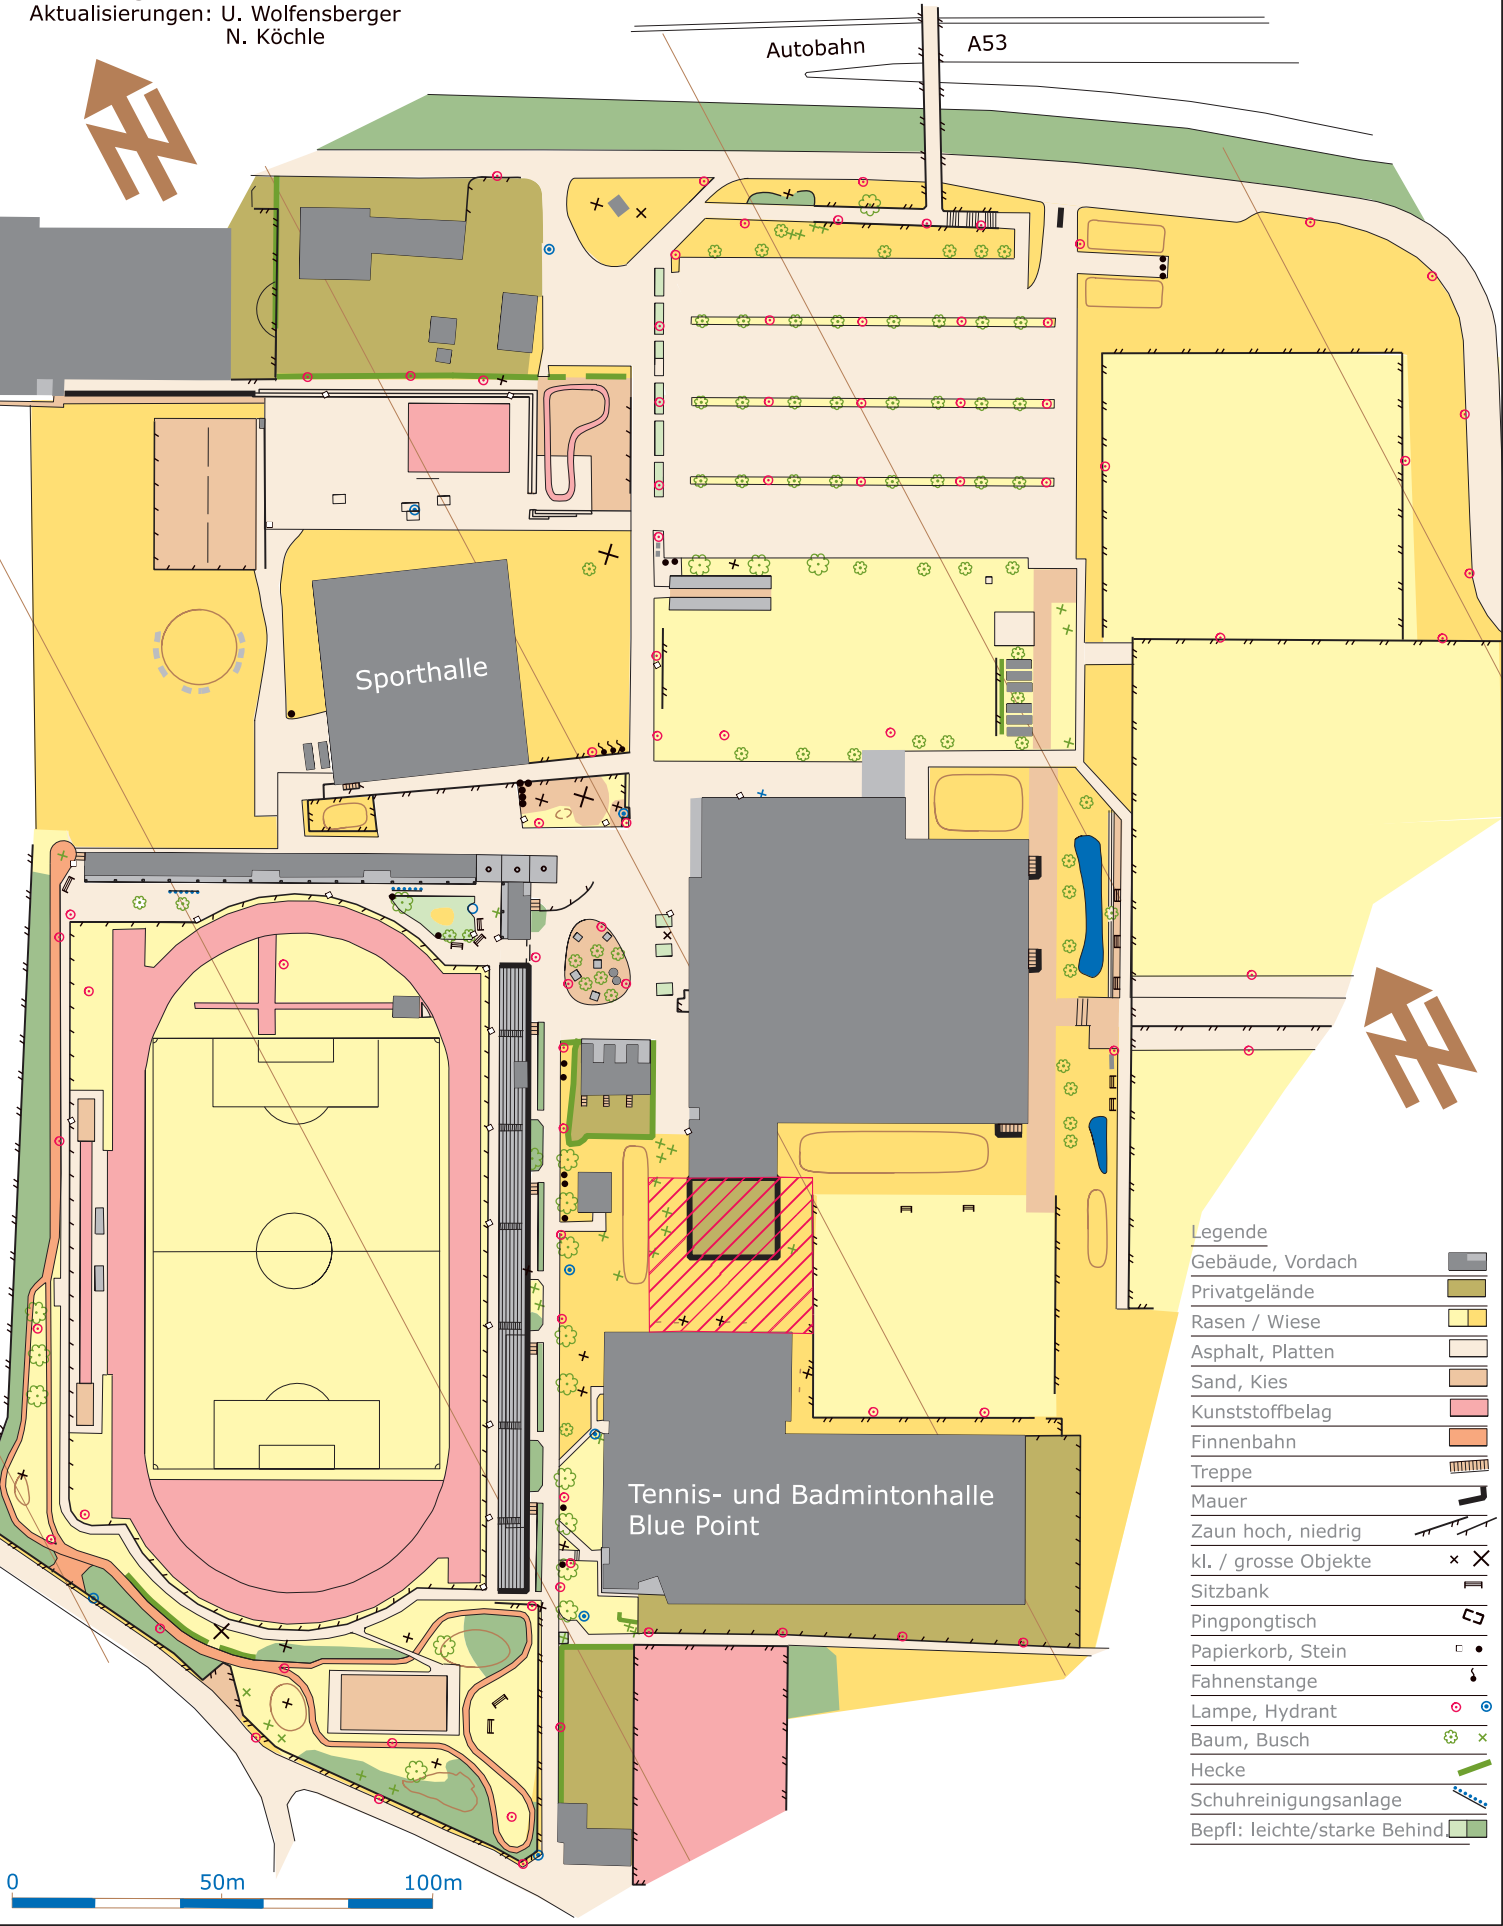 Aktualisierungen: U. Wolfensberger
N. Köchle
Autobahn A53
Sporthalle
Tennis- und Badmintonhalle
Blue Point
Legende
Gebäude, Vordach
Privatgelände
Rasen / Wiese
Asphalt, Platten
Sand, Kies
Kunststoffbelag
Finnenbahn
Treppe
Mauer
Zaun hoch, niedrig
kl. / grosse Objekte
Sitzbank
Pingpongtisch
Papierkorb, Stein
Fahnenstange
Lampe, Hydrant
Baum, Busch
Hecke
Schuhreinigungsanlage
Bepfl: leichte/starke Behind.
0 50m 100m